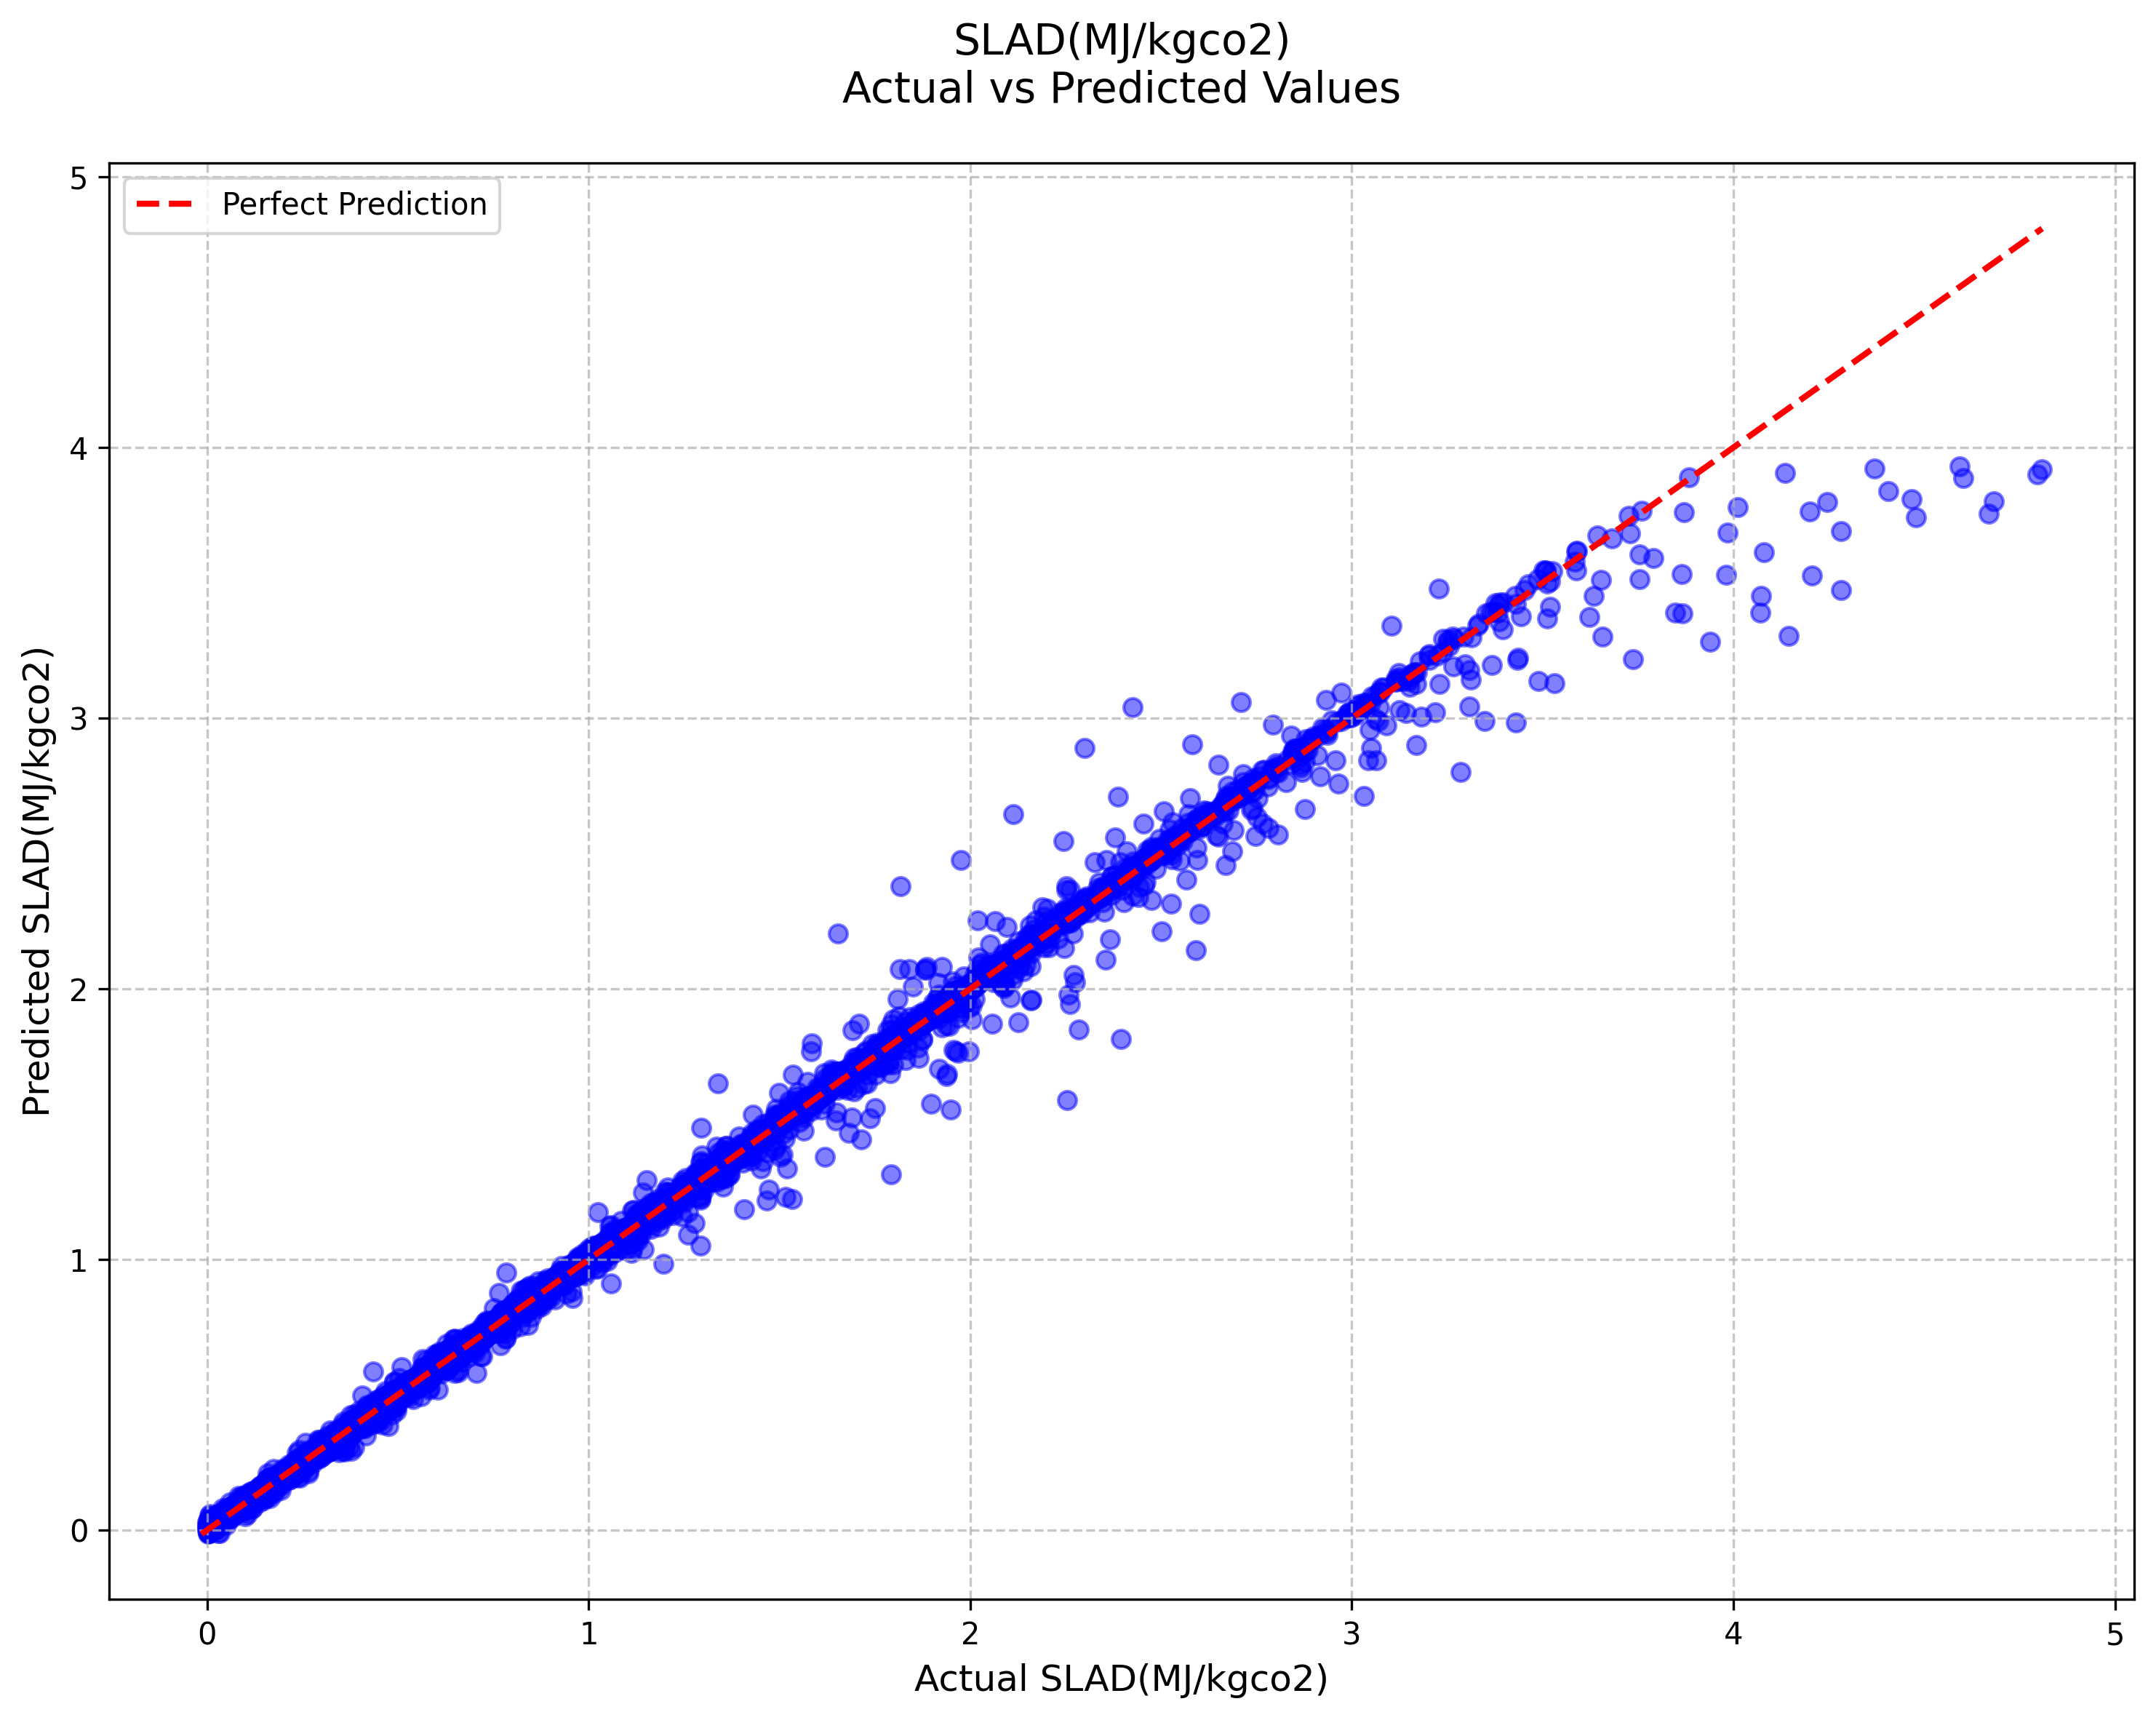 SLAD(MJ/kgco2)
Actual vs Predicted Values
Perfect Prediction
5
4
3
2
1
0
Predicted SLAD(MJ/kgco2)
0 1 2 3 4 5
Actual SLAD(MJ/kgco2)